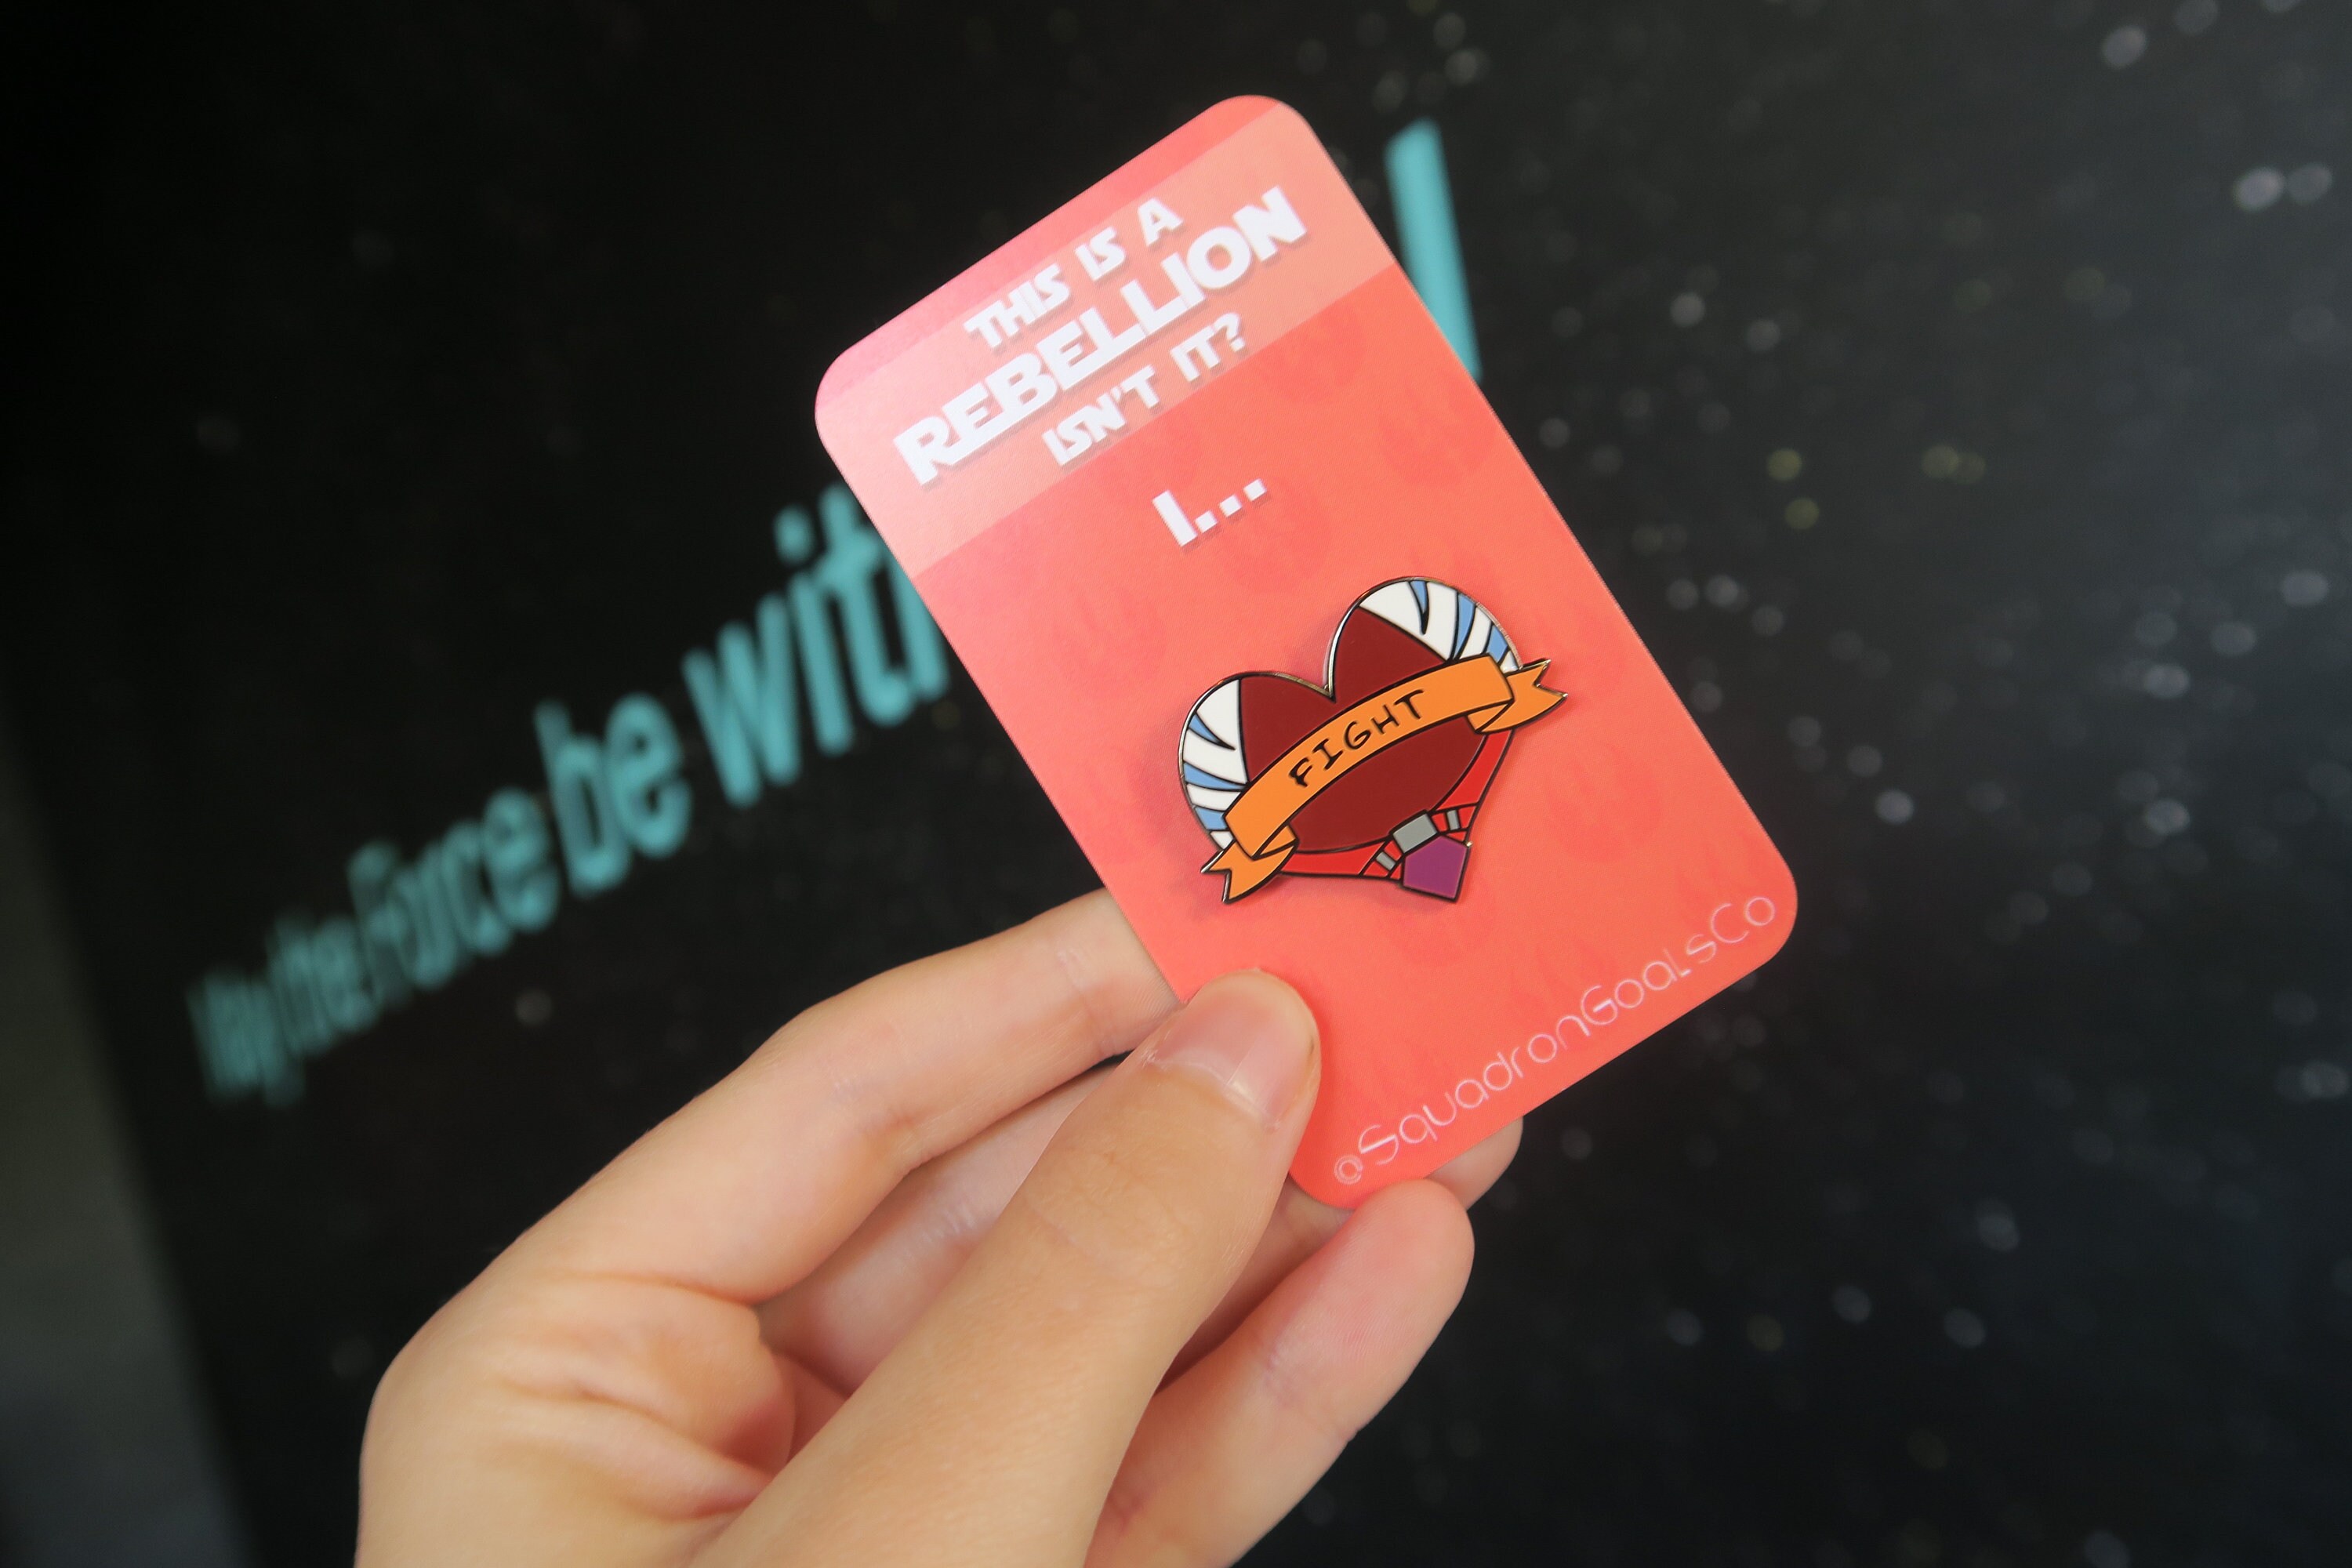 THIS IS A
REBELLION
ISN'T IT?
I...
FIGHT
@SquadronGoalsCo
May the Force be with